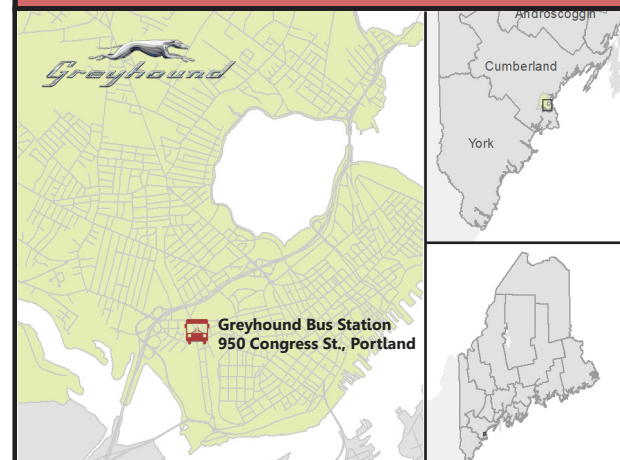 Greyhound
Greyhound Bus Station
950 Congress St., Portland
Androscoggin
Cumberland
York